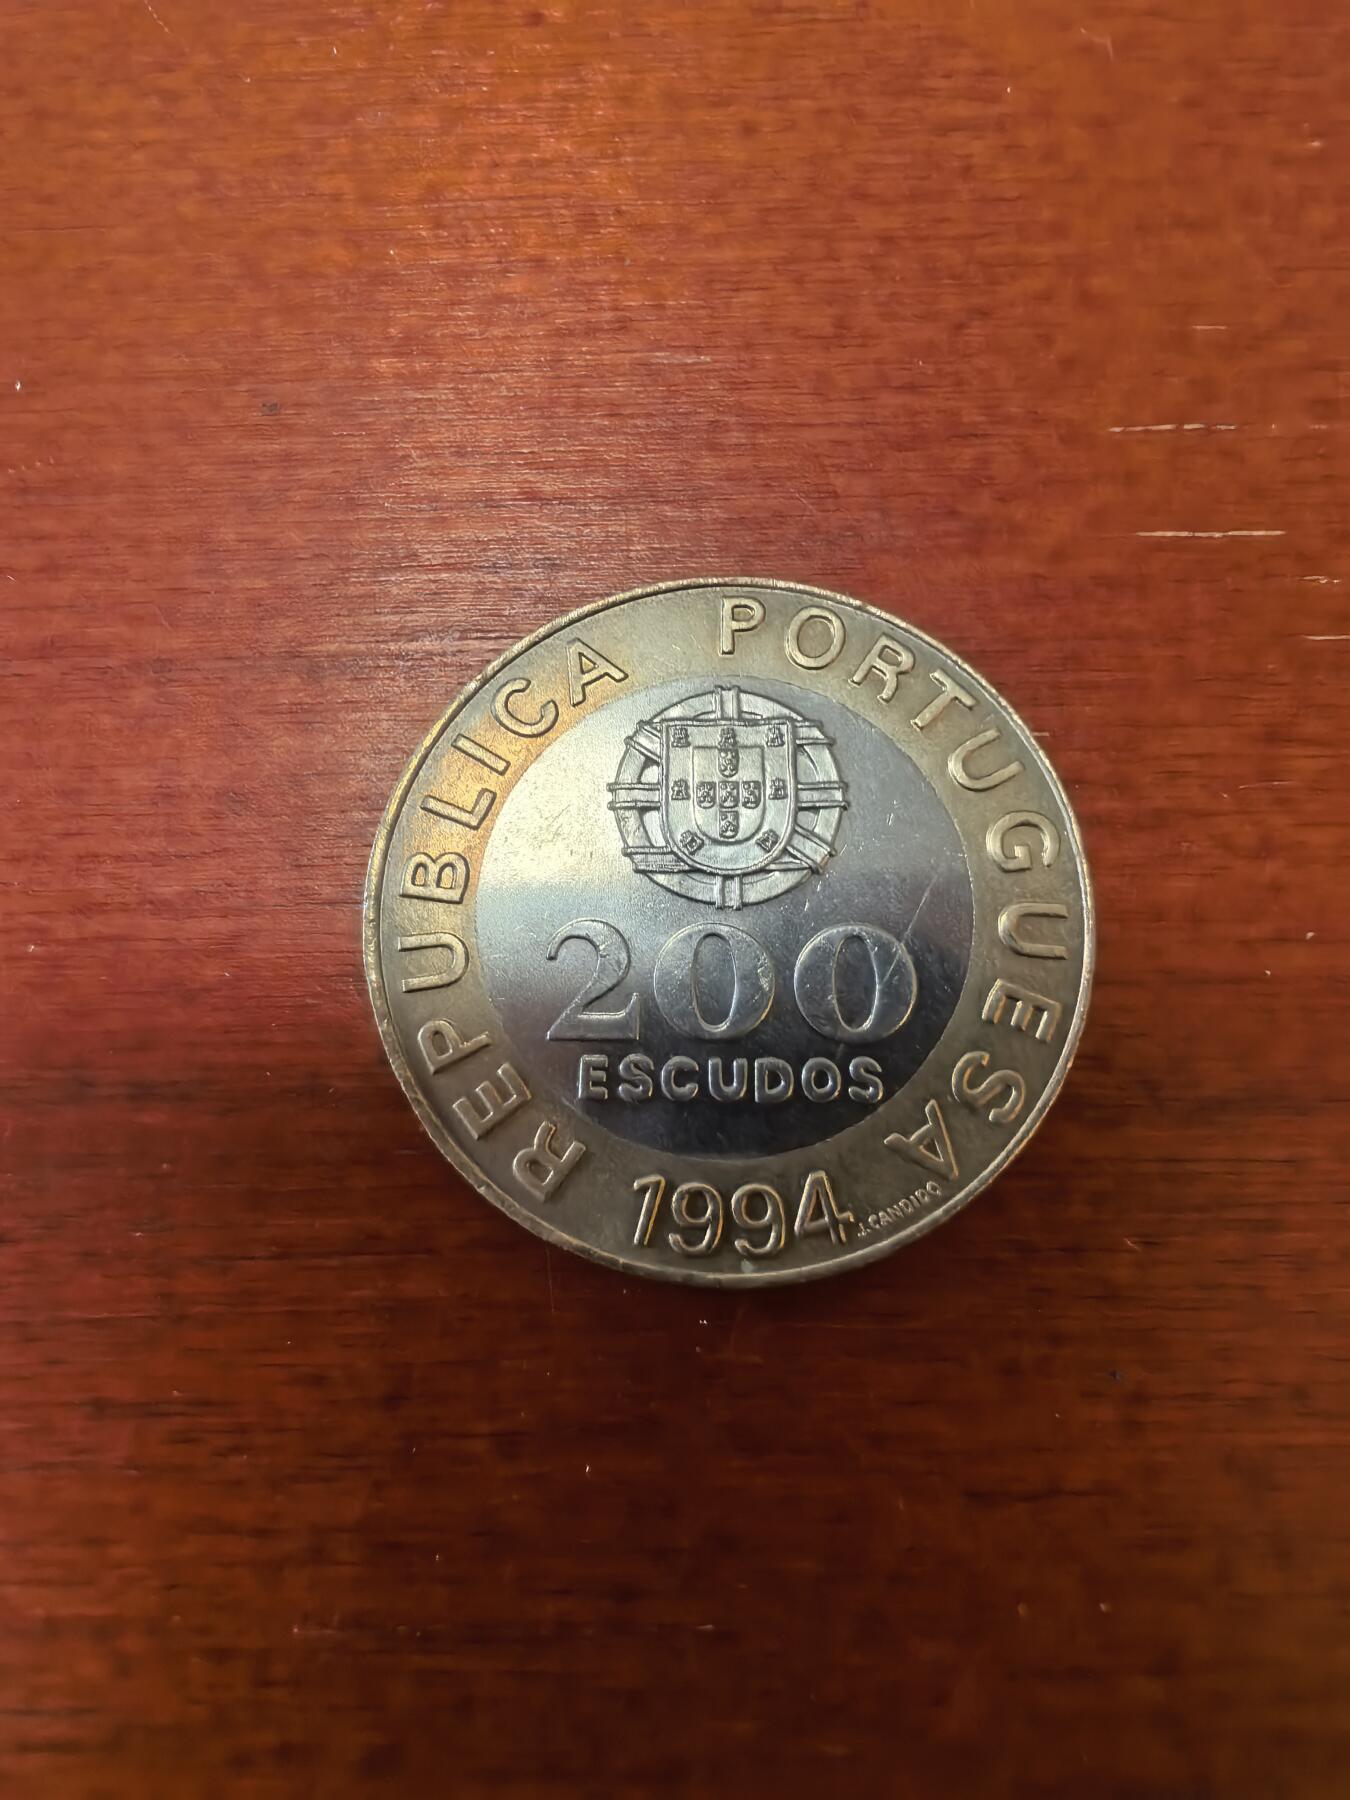 REPUBLICA PORTUGUESA
200
ESCUDOS
1994
J.CANDIDO